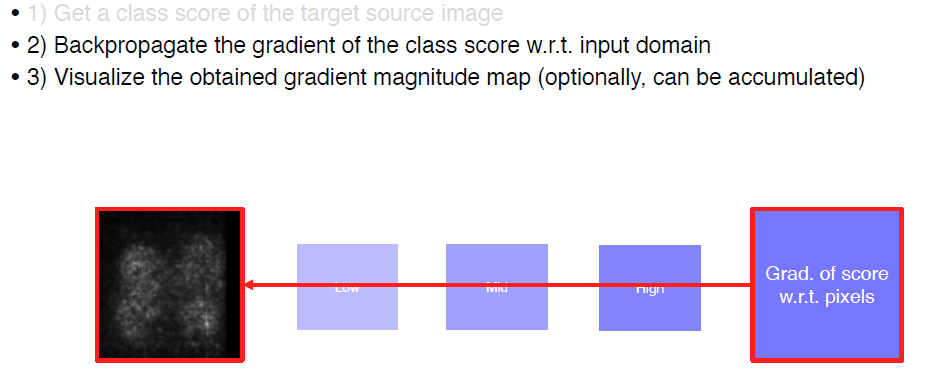 • 1) Get a class score of the target source image
• 2) Backpropagate the gradient of the class score w.r.t. input domain
• 3) Visualize the obtained gradient magnitude map (optionally, can be accumulated)
Low
Mid
High
Grad. of score
w.r.t. pixels